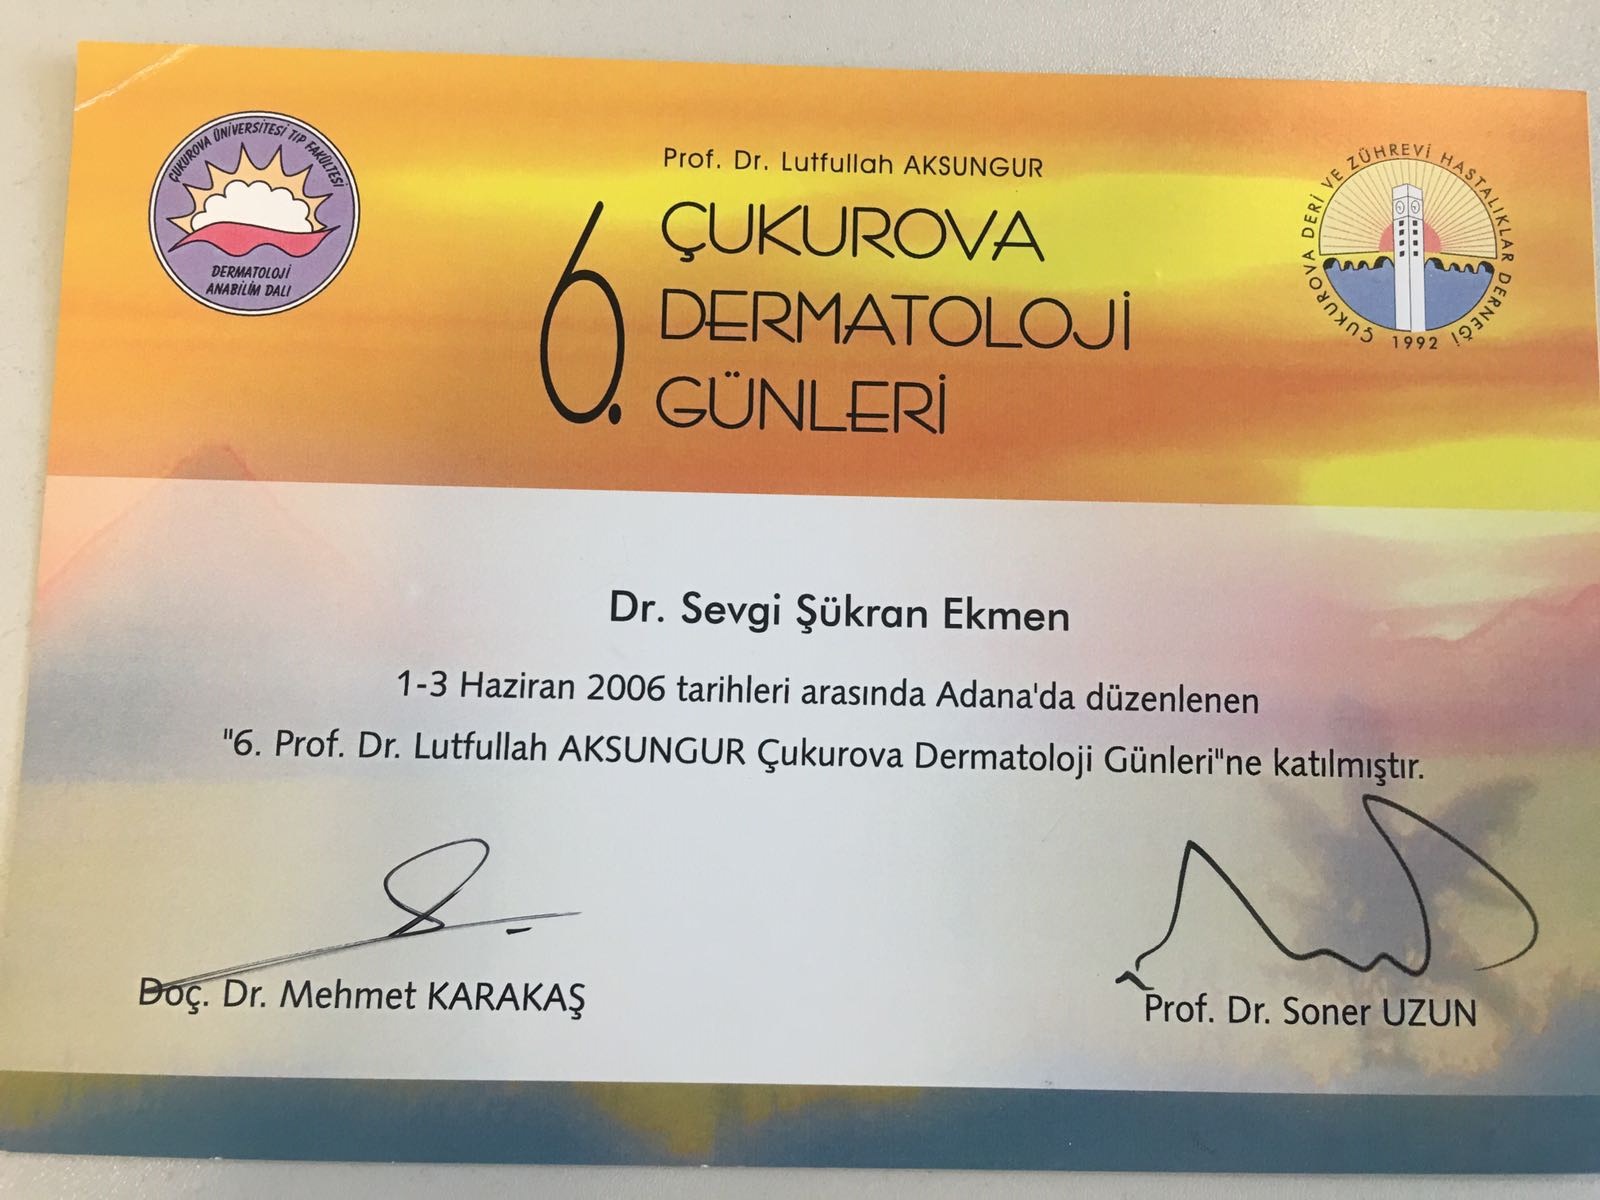 ÇUKUROVA ÜNİVERSİTESİ TIP FAKÜLTESİ
DERMATOLOJİ
ANABİLİM DALI
Prof. Dr. Lutfullah AKSUNGUR
6. ÇUKUROVA
DERMATOLOJİ
GÜNLERİ
ÇUKUROVA DERİ VE ZÜHREVİ HASTALIKLAR DERNEĞİ
1992
Dr. Sevgi Şükran Ekmen
1-3 Haziran 2006 tarihleri arasında Adana'da düzenlenen
"6. Prof. Dr. Lutfullah AKSUNGUR Çukurova Dermatoloji Günleri"ne katılmıştır.
Doç. Dr. Mehmet KARAKAŞ
Prof. Dr. Soner UZUN